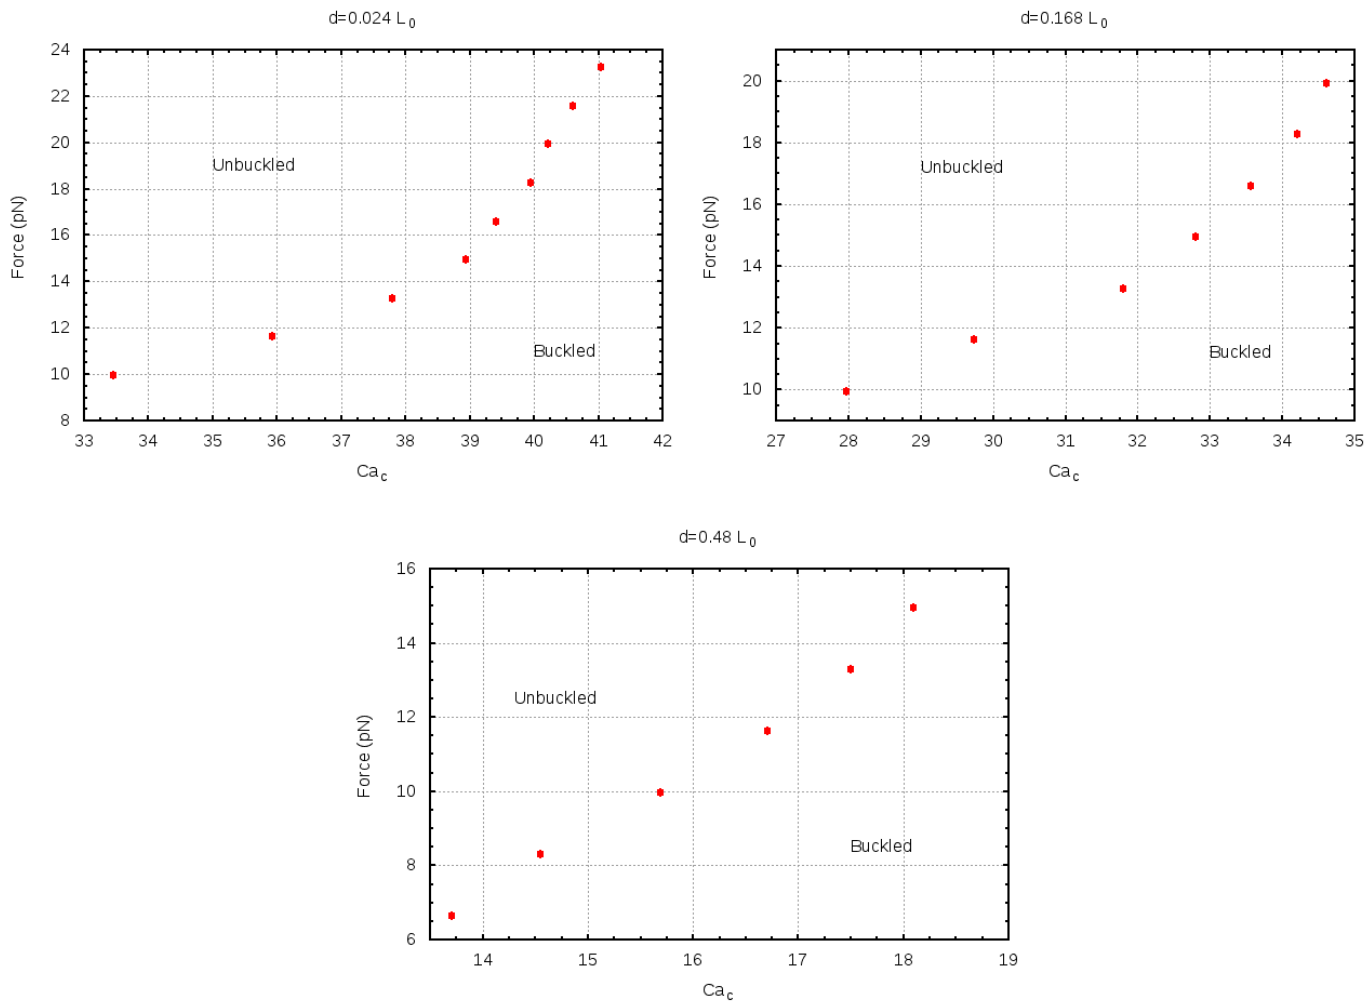 d=0.024 L0
24
22
20
18
16
14
12
10
8
Force (pN)
Unbuckled
Buckled
33 34 35 36 37 38 39 40 41 42
Cac
d=0.168 L0
20
18
16
14
12
10
Force (pN)
Unbuckled
Buckled
27 28 29 30 31 32 33 34 35
Cac
d=0.48 L0
16
14
12
10
8
6
Force (pN)
Unbuckled
Buckled
14 15 16 17 18 19
Cac